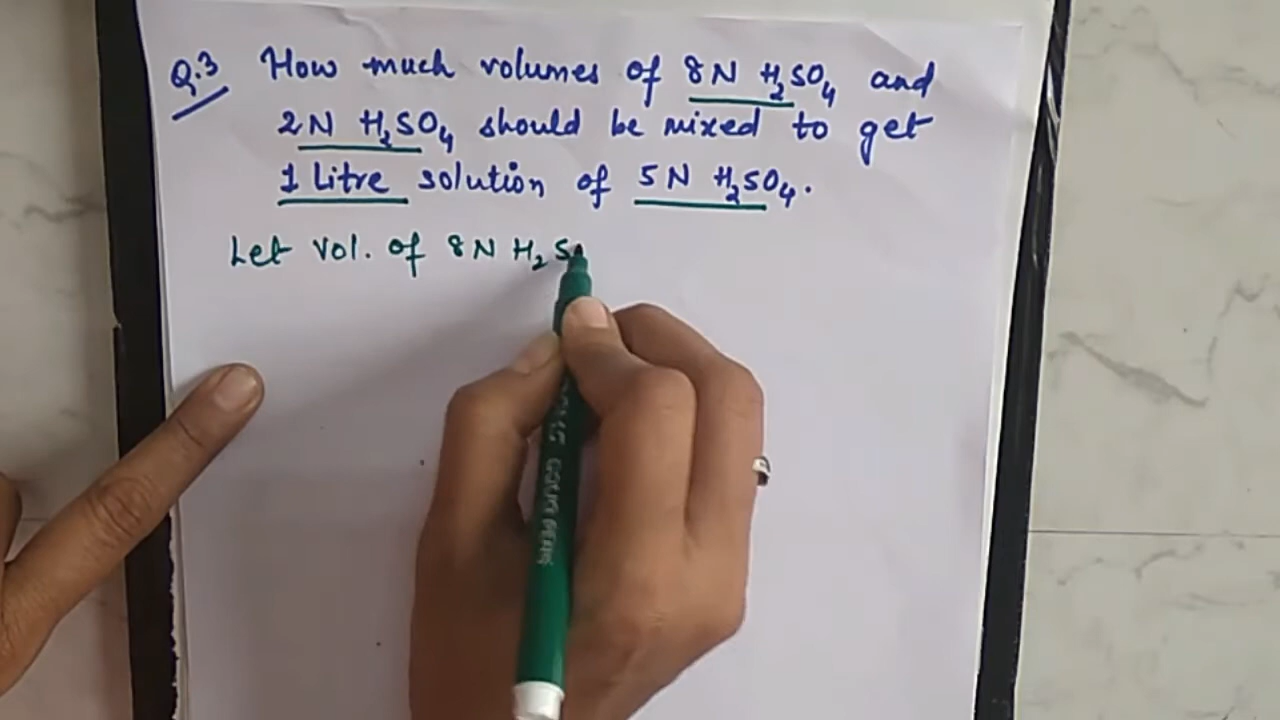 Q.3 How much volumes of 8N H₂SO₄ and
2N H₂SO₄ should be mixed to get
1 Litre solution of 5N H₂SO₄.
Let Vol. of 8N H₂S